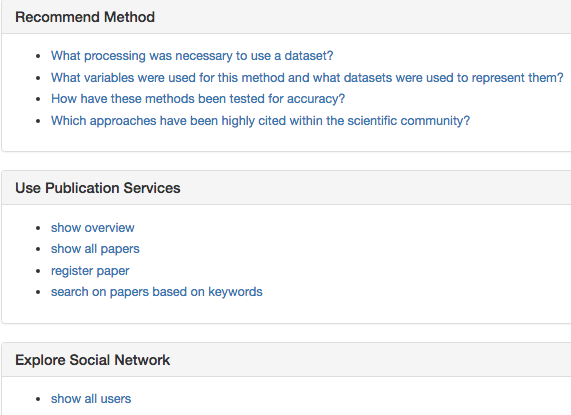 Recommend Method
What processing was necessary to use a dataset?
What variables were used for this method and what datasets were used to represent them?
How have these methods been tested for accuracy?
Which approaches have been highly cited within the scientific community?
Use Publication Services
show overview
show all papers
register paper
search on papers based on keywords
Explore Social Network
show all users